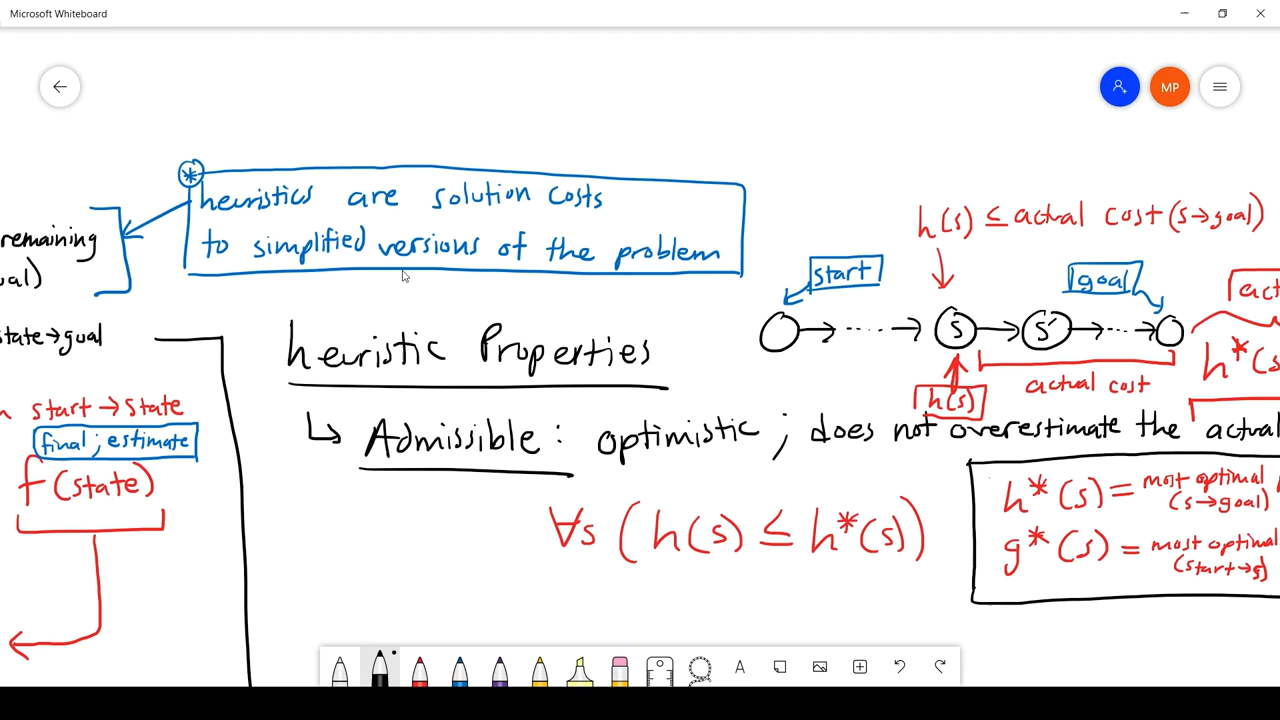 Microsoft Whiteboard
MP
*
heuristics are solution costs
to simplified versions of the problem
remaining
state→goal
start → state
final; estimate
f(state)
heuristic Properties
↳ Admissible: optimistic; does not overestimate the actual
∀s (h(s) ≤ h*(s))
h(s) ≤ actual cost (s→goal)
start
goal
S
S'
h(s)
actual cost
h*(s
h*(s) = most optimal
(s→goal)
g*(s) = most optimal
(start→s)
A